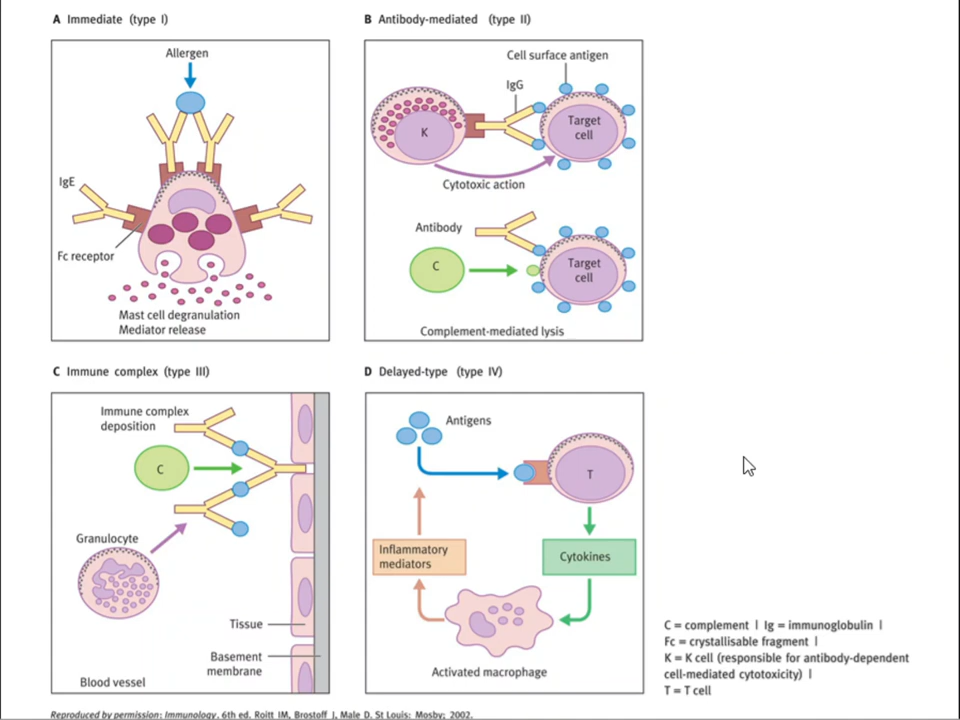 A Immediate (type I)
Allergen
IgE
Fc receptor
Mast cell degranulation
Mediator release
B Antibody-mediated (type II)
Cell surface antigen
IgG
K
Target
cell
Cytotoxic action
Antibody
C
Target
cell
Complement-mediated lysis
C Immune complex (type III)
Immune complex
deposition
C
Granulocyte
Tissue
Basement
membrane
Blood vessel
D Delayed-type (type IV)
Antigens
T
Inflammatory
mediators
Cytokines
Activated macrophage
C = complement | Ig = immunoglobulin |
Fc = crystallisable fragment |
K = K cell (responsible for antibody-dependent
cell-mediated cytotoxicity) |
T = T cell
Reproduced by permission: Immunology, 6th ed. Roitt IM, Brostoff J, Male D. St Louis: Mosby; 2002.